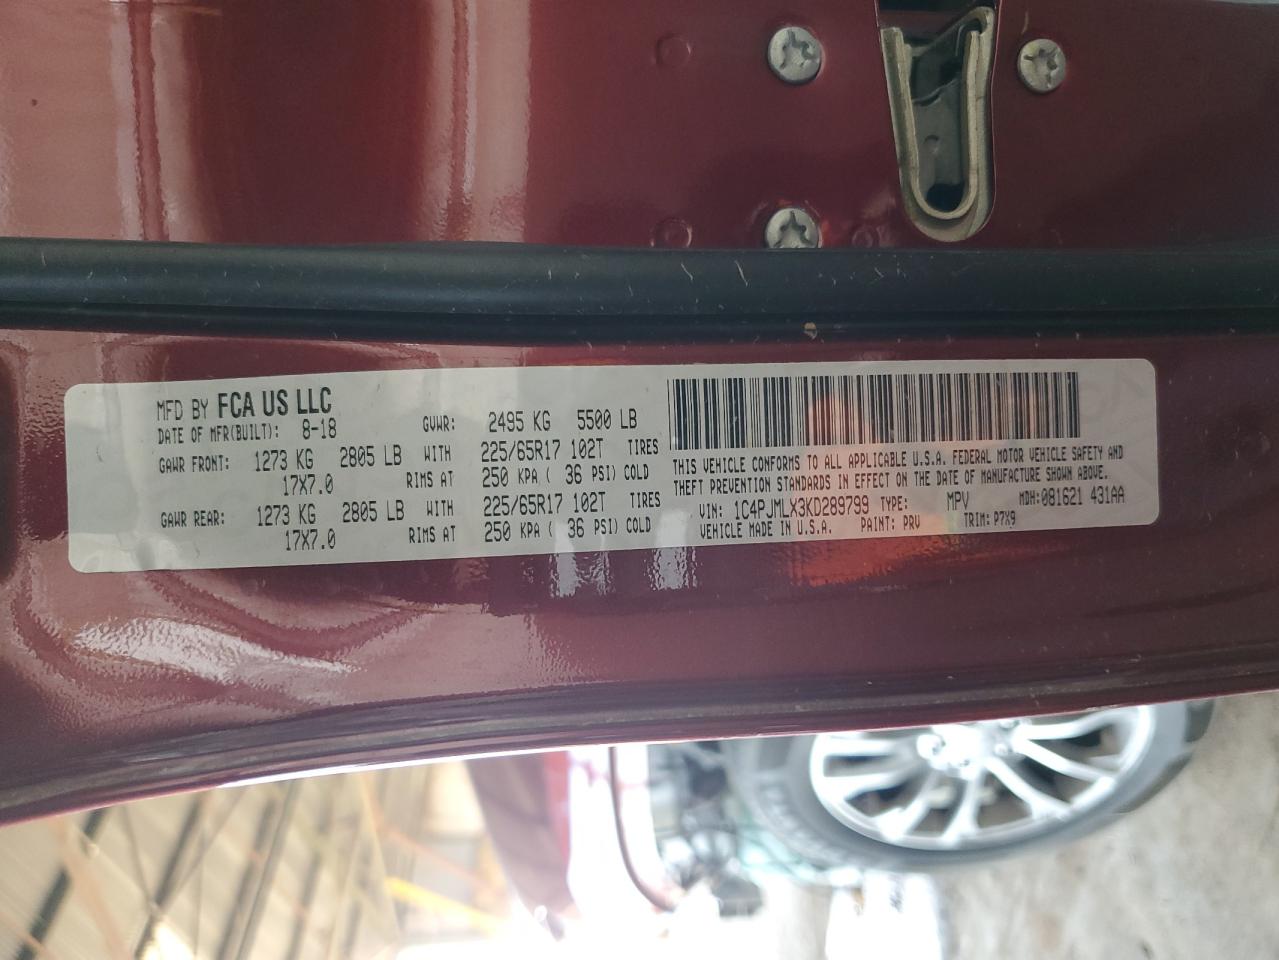 MFD BY FCA US LLC
DATE OF MFR(BUILT): 8-18 GVWR: 2495 KG 5500 LB
GAWR FRONT: 1273 KG 2805 LB WITH 225/65R17 102T TIRES
17X7.0 RIMS AT 250 KPA ( 36 PSI) COLD
GAWR REAR: 1273 KG 2805 LB WITH 225/65R17 102T TIRES
17X7.0 RIMS AT 250 KPA ( 36 PSI) COLD
THIS VEHICLE CONFORMS TO ALL APPLICABLE U.S.A. FEDERAL MOTOR VEHICLE SAFETY AND
THEFT PREVENTION STANDARDS IN EFFECT ON THE DATE OF MANUFACTURE SHOWN ABOVE.
VIN: 1C4PJMLX3KD289799 TYPE: MPV MDH: 081621 431AA
VEHICLE MADE IN U.S.A. PAINT: PRV TRIM: P7X9